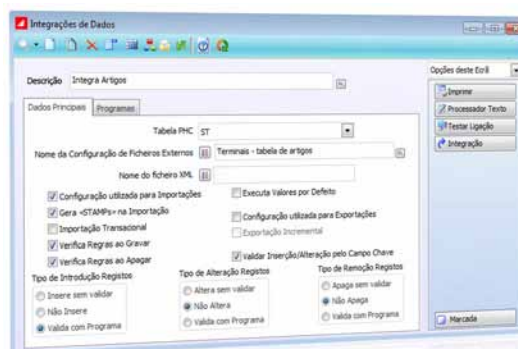 Integrações de Dados
Opções deste Ecrã
Descrição Integra Artigos
Imprimir
Processador Texto
Testar Ligação
Integração
Dados Principais Programas
Tabela PHC ST
Nome da Configuração de Ficheiros Externos Terminais - tabela de artigos
Nome do ficheiro XML
Configuração utilizada para Importações Executa Valores por Defeito
Gera «STAMPs» na Importação Configuração utilizada para Exportações
Importação Transacional Exportação Incremental
Verifica Regras ao Gravar
Verifica Regras ao Apagar Validar Inserção/Alteração pelo Campo Chave
Tipo de Introdução Registos Tipo de Alteração Registos Tipo de Remoção Registos
Insere sem validar Altera sem validar Apaga sem validar
Não Insere Não Altera Não Apaga
Valida com Programa Valida com Programa Valida com Programa
Marcada